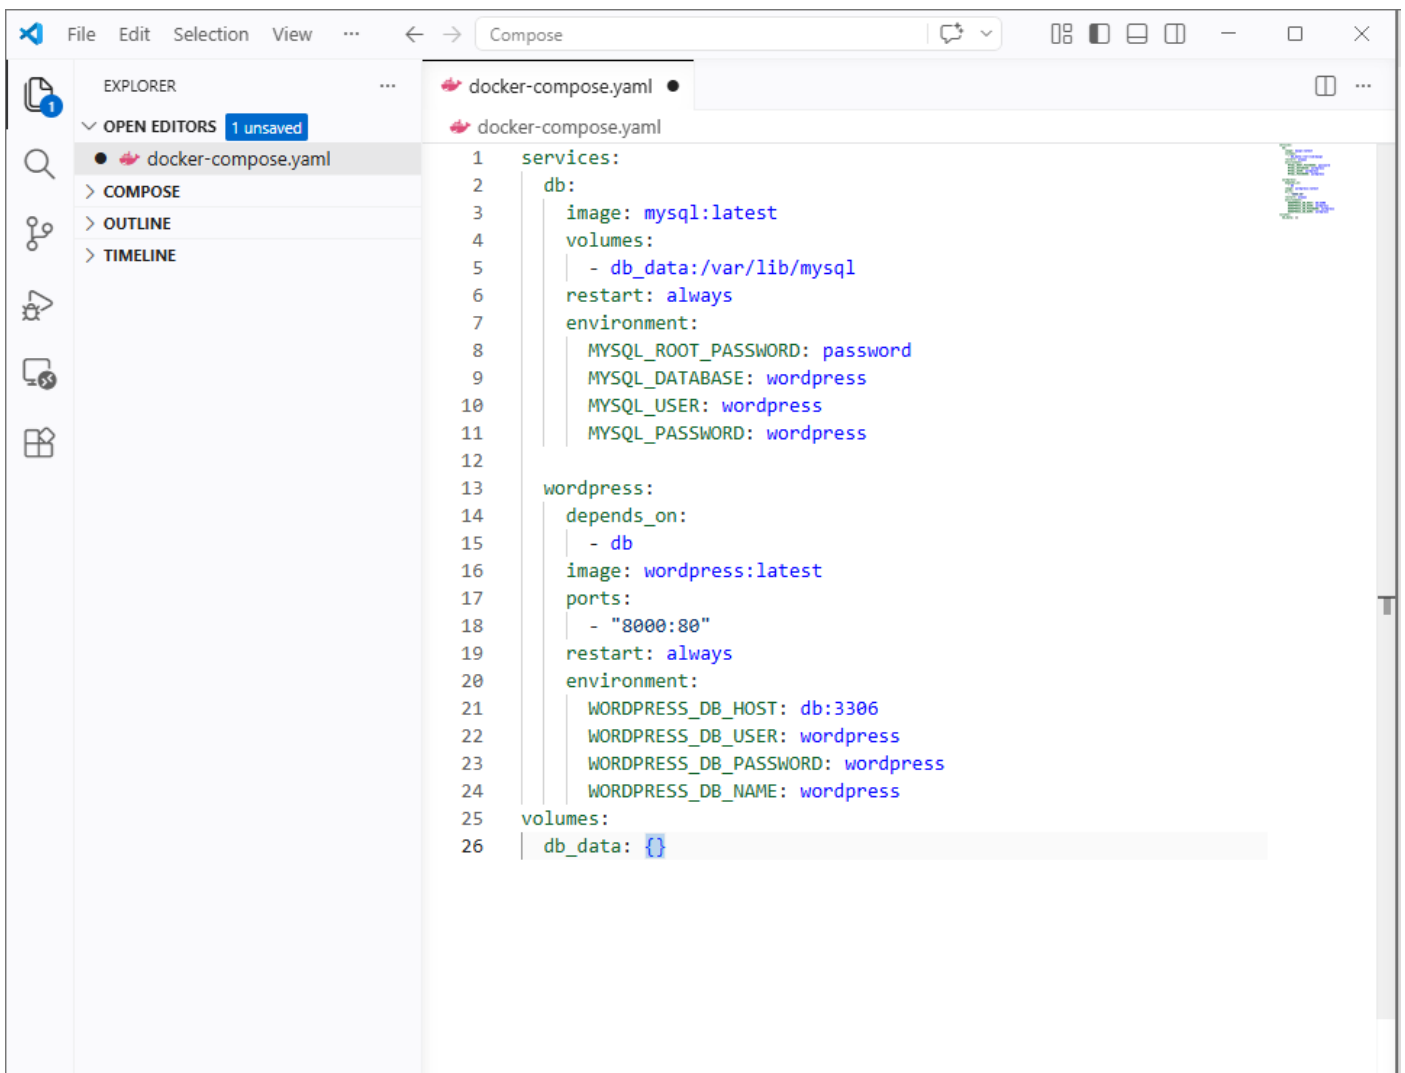 File Edit Selection View ··· Compose
EXPLORER ···
OPEN EDITORS 1 unsaved
docker-compose.yaml
COMPOSE
OUTLINE
TIMELINE
1
docker-compose.yaml ···
docker-compose.yaml
1 services:
2   db:
3     image: mysql:latest
4     volumes:
5       - db_data:/var/lib/mysql
6     restart: always
7     environment:
8       MYSQL_ROOT_PASSWORD: password
9       MYSQL_DATABASE: wordpress
10       MYSQL_USER: wordpress
11       MYSQL_PASSWORD: wordpress
12
13   wordpress:
14     depends_on:
15       - db
16     image: wordpress:latest
17     ports:
18       - "8000:80"
19     restart: always
20     environment:
21       WORDPRESS_DB_HOST: db:3306
22       WORDPRESS_DB_USER: wordpress
23       WORDPRESS_DB_PASSWORD: wordpress
24       WORDPRESS_DB_NAME: wordpress
25 volumes:
26   db_data: {}